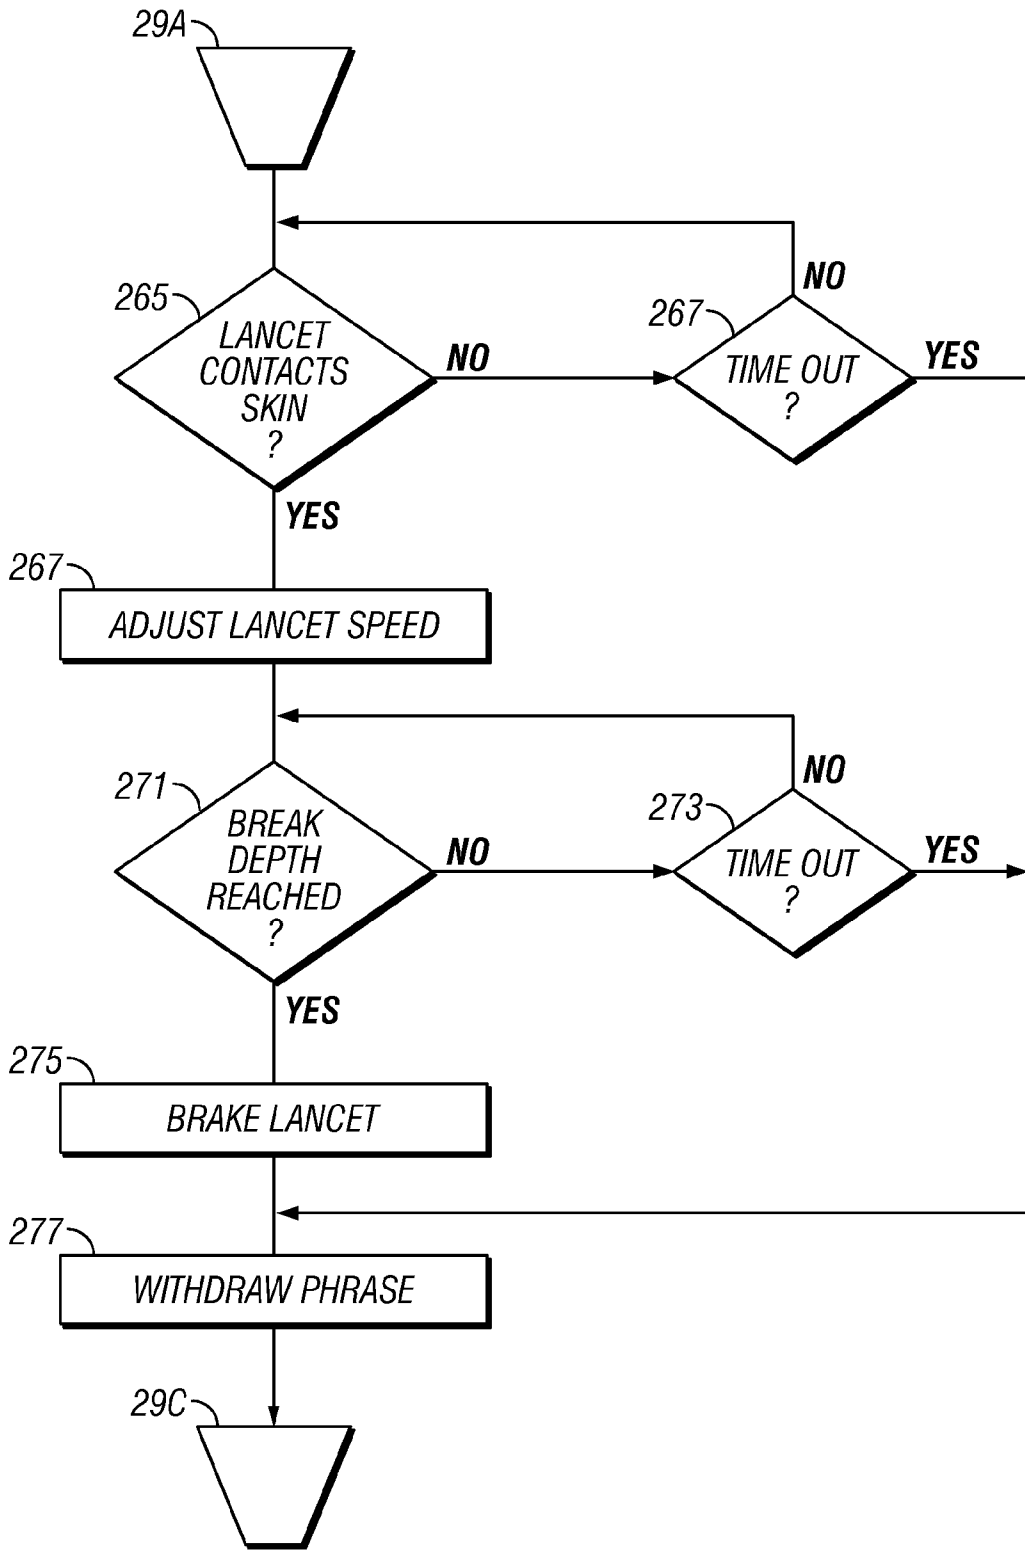 29A
265
LANCET
CONTACTS
SKIN
?
NO
YES
267
TIME OUT
?
NO
YES
267
ADJUST LANCET SPEED
271
BREAK
DEPTH
REACHED
?
NO
YES
273
TIME OUT
?
NO
YES
275
BRAKE LANCET
277
WITHDRAW PHRASE
29C